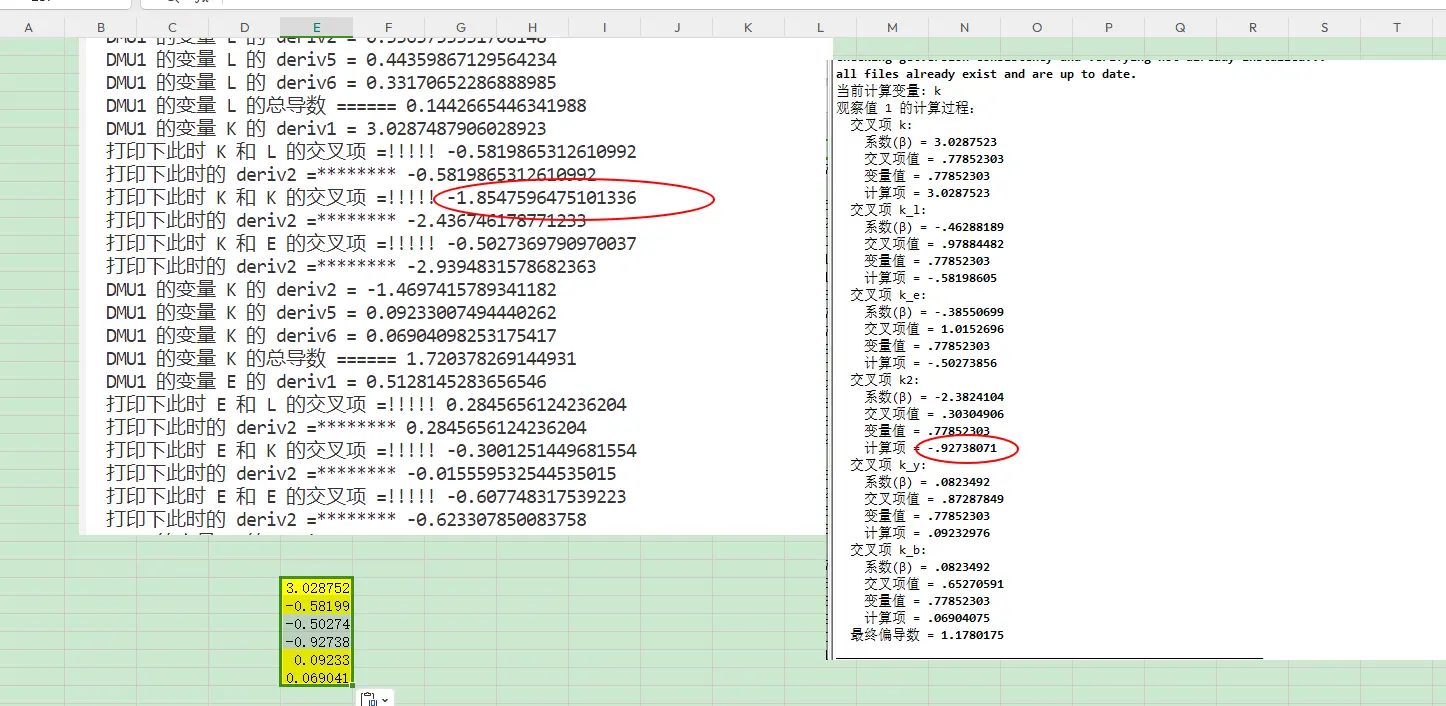 A B C D E F G H I J K L M N O P Q R S T
DMU1 的变量 L 的 deriv5 = 0.44359867129564234
DMU1 的变量 L 的 deriv6 = 0.33170652286888985
DMU1 的变量 L 的总导数 ====== 0.1442665446341988
DMU1 的变量 K 的 deriv1 = 3.0287487906028923
打印下此时 K 和 L 的交叉项 =!!!!! -0.5819865312610992
打印下此时的 deriv2 =******** -0.5819865312610992
打印下此时 K 和 K 的交叉项 =!!!!! -1.8547596475101336
打印下此时的 deriv2 =******** -2.436746178771233
打印下此时 K 和 E 的交叉项 =!!!!! -0.5027369790970037
打印下此时的 deriv2 =******** -2.9394831578682363
DMU1 的变量 K 的 deriv2 = -1.4697415789341182
DMU1 的变量 K 的 deriv5 = 0.09233007494440262
DMU1 的变量 K 的 deriv6 = 0.06904098253175417
DMU1 的变量 K 的总导数 ====== 1.720378269144931
DMU1 的变量 E 的 deriv1 = 0.5128145283656546
打印下此时 E 和 L 的交叉项 =!!!!! 0.2845656124236204
打印下此时的 deriv2 =******** 0.2845656124236204
打印下此时 E 和 K 的交叉项 =!!!!! -0.30012514496815​54
打印下此时的 deriv2 =******** -0.015559532544535015
打印下此时 E 和 E 的交叉项 =!!!!! -0.607748317539223
打印下此时的 deriv2 =******** -0.623307850083758
3.028752
-0.58199
-0.50274
-0.92738
0.09233
0.069041
all files already exist and are up to date.
当前计算变量: k
观察值 1 的计算过程:
交叉项 k:
系数(β) = 3.0287523
交叉项值 = .77852303
变量值 = .77852303
计算项 = 3.0287523
交叉项 k_l:
系数(β) = -.46288189
交叉项值 = .97884482
变量值 = .77852303
计算项 = -.58198605
交叉项 k_e:
系数(β) = -.38550699
交叉项值 = 1.0152696
变量值 = .77852303
计算项 = -.50273856
交叉项 k2:
系数(β) = -2.3824104
交叉项值 = .30304906
变量值 = .77852303
计算项 = -.92738071
交叉项 k_y:
系数(β) = .0823492
交叉项值 = .87287849
变量值 = .77852303
计算项 = .09232976
交叉项 k_b:
系数(β) = .0823492
交叉项值 = .65270591
变量值 = .77852303
计算项 = .06904075
最终偏导数 = 1.1780175